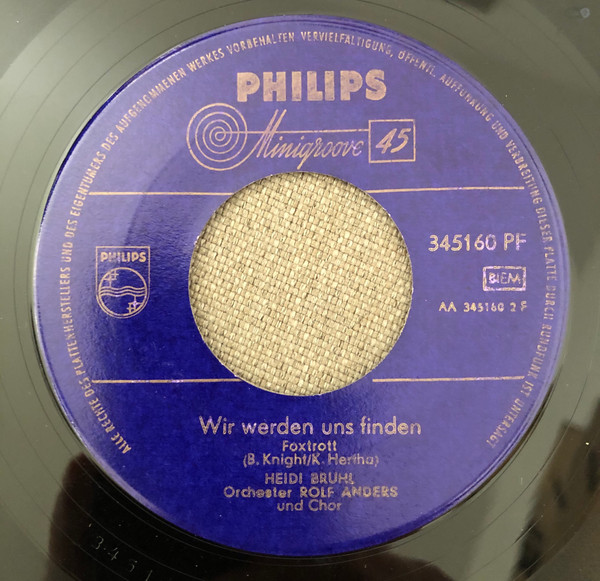 ALLE RECHTE DES PLATTENHERSTELLERS UND DES EIGENTÜMERS DES AUFGENOMMENEN WERKES VORBEHALTEN VERVIELFÄLTIGUNG, ÖFFENTL. AUFFÜHRUNG UND VERBREITUNG DIESER PLATTE DURCH RUNDFUNK IST UNTERSAGT
PHILIPS
Minigroove 45
345160 PF
PHILIPS
BIEM
AA 345160 2 F
Wir werden uns finden
Foxtrott
(B. Knight/K. Hertha)
HEIDI BRÜHL
Orchester ROLF ANDERS
und Chor